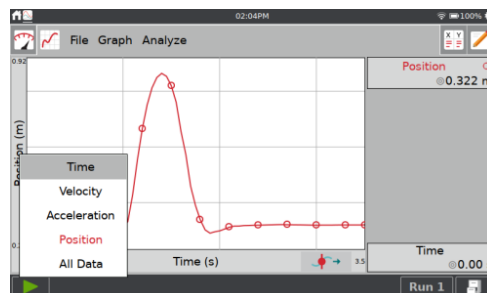 02:04PM
100%
File Graph Analyze
X Y
0.92
Position (m)
Time
Velocity
Acceleration
Position
All Data
Time (s)
3.5
Position
0.322
Time
0.00
Run 1